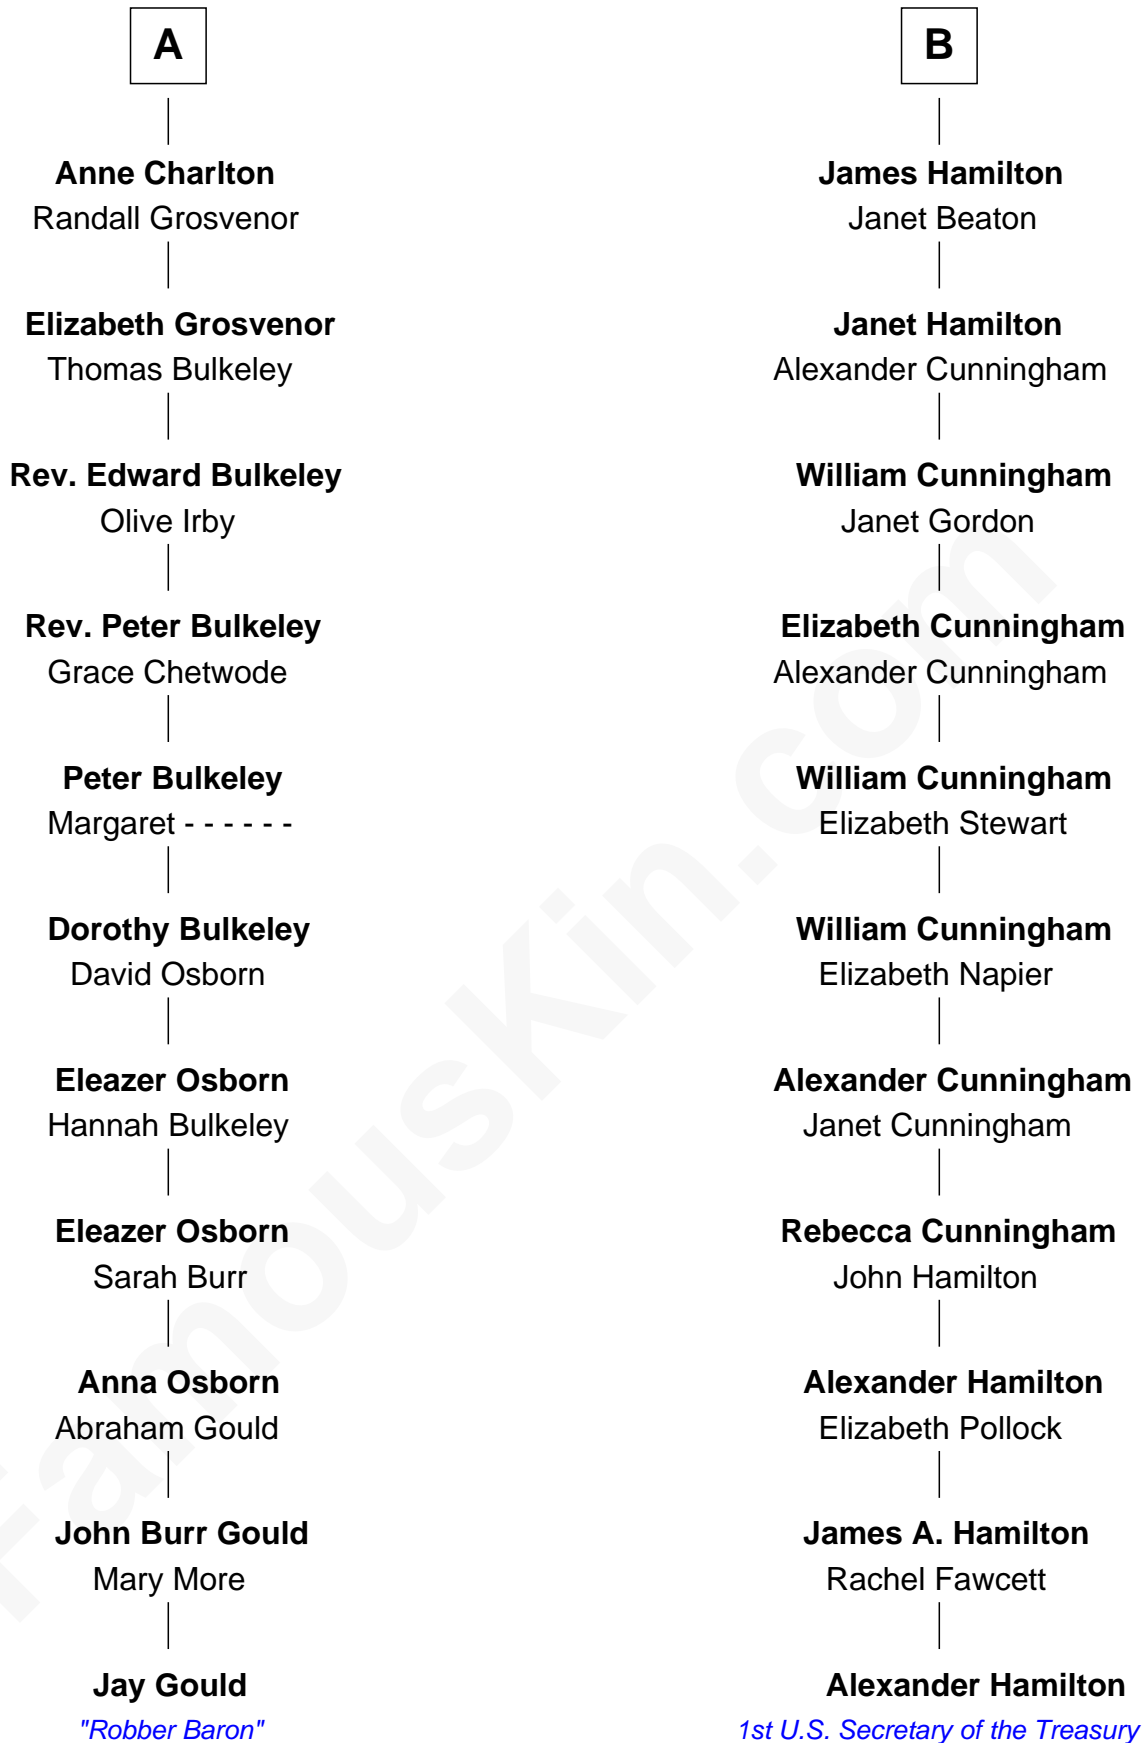 A
Anne Charlton
Randall Grosvenor
Elizabeth Grosvenor
Thomas Bulkeley
Rev. Edward Bulkeley
Olive Irby
Rev. Peter Bulkeley
Grace Chetwode
Peter Bulkeley
Margaret - - - - - -
Dorothy Bulkeley
David Osborn
Eleazer Osborn
Hannah Bulkeley
Eleazer Osborn
Sarah Burr
Anna Osborn
Abraham Gould
John Burr Gould
Mary More
Jay Gould
"Robber Baron"
B
James Hamilton
Janet Beaton
Janet Hamilton
Alexander Cunningham
William Cunningham
Janet Gordon
Elizabeth Cunningham
Alexander Cunningham
William Cunningham
Elizabeth Stewart
William Cunningham
Elizabeth Napier
Alexander Cunningham
Janet Cunningham
Rebecca Cunningham
John Hamilton
Alexander Hamilton
Elizabeth Pollock
James A. Hamilton
Rachel Fawcett
Alexander Hamilton
1st U.S. Secretary of the Treasury
FamousKin.com